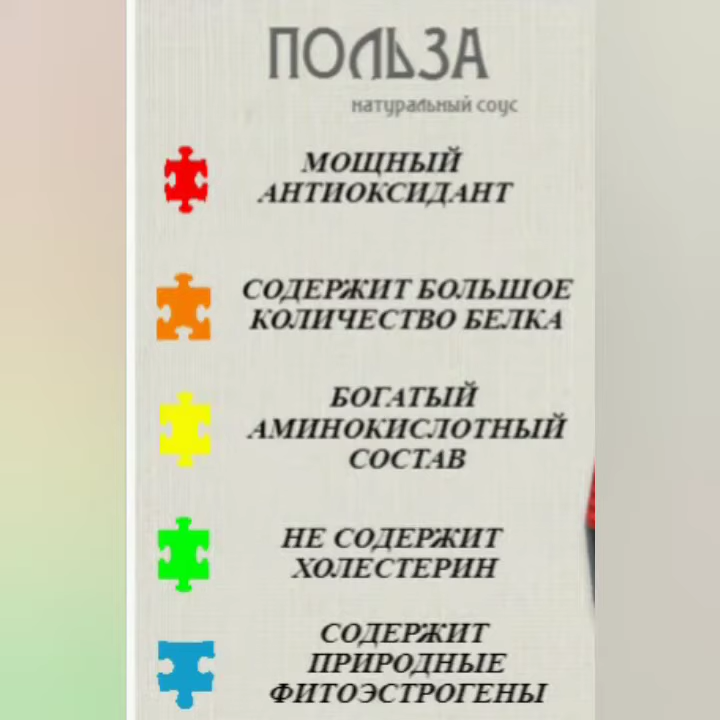 ПОЛЬЗА
натуральный соус
МОЩНЫЙ
АНТИОКСИДАНТ
СОДЕРЖИТ БОЛЬШОЕ
КОЛИЧЕСТВО БЕЛКА
БОГАТЫЙ
АМИНОКИСЛОТНЫЙ
СОСТАВ
НЕ СОДЕРЖИТ
ХОЛЕСТЕРИН
СОДЕРЖИТ
ПРИРОДНЫЕ
ФИТОЭСТРОГЕНЫ